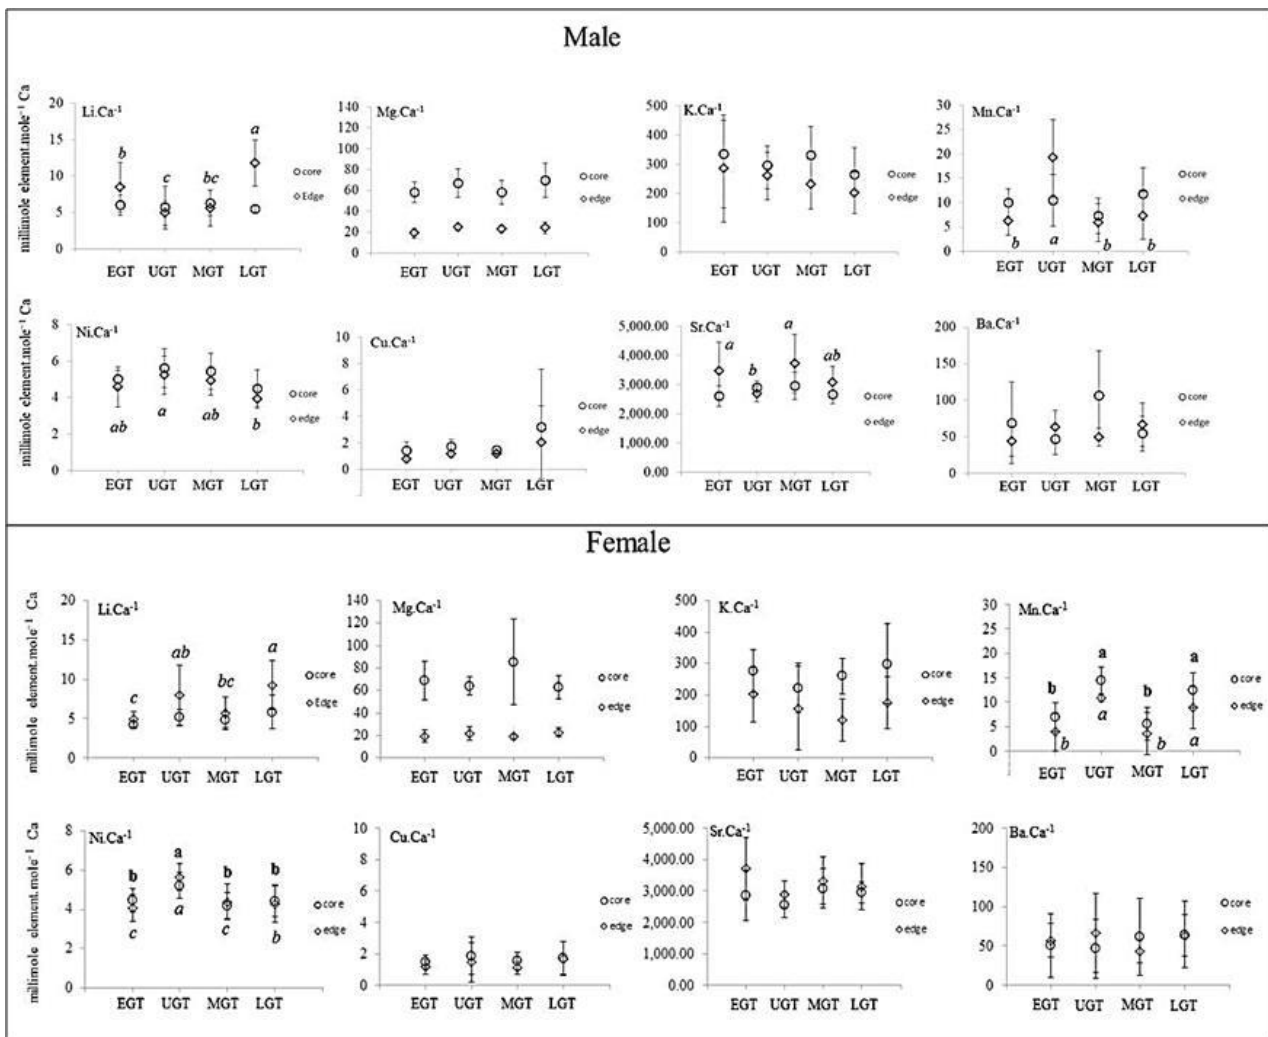 Male
millimole element.mole⁻¹ Ca
Li.Ca⁻¹
20
15
10
5
0
b
c
bc
a
EGT UGT MGT LGT
core
Edge
Mg.Ca⁻¹
140
120
100
80
60
40
20
0
EGT UGT MGT LGT
core
edge
K.Ca⁻¹
500
400
300
200
100
0
EGT UGT MGT LGT
core
edge
Mn.Ca⁻¹
30
25
20
15
10
5
0
b
a
b
b
EGT UGT MGT LGT
core
edge
millimole element.mole⁻¹ Ca
Ni.Ca⁻¹
8
6
4
2
0
ab
a
ab
b
EGT UGT MGT LGT
core
edge
Cu.Ca⁻¹
10
8
6
4
2
0
EGT UGT MGT LGT
core
edge
Sr.Ca⁻¹
5,000.00
4,000.00
3,000.00
2,000.00
1,000.00
0.00
a
b
a
ab
EGT UGT MGT LGT
core
edge
Ba.Ca⁻¹
200
150
100
50
0
EGT UGT MGT LGT
core
edge
Female
millimole element.mole⁻¹ Ca
Li.Ca⁻¹
20
15
10
5
0
c
ab
bc
a
EGT UGT MGT LGT
core
Edge
Mg.Ca⁻¹
140
120
100
80
60
40
20
0
EGT UGT MGT LGT
core
edge
K.Ca⁻¹
500
400
300
200
100
0
EGT UGT MGT LGT
core
edge
Mn.Ca⁻¹
30
25
20
15
10
5
0
b
a
b
a
b
a
b
a
EGT UGT MGT LGT
core
edge
millimole element.mole⁻¹ Ca
Ni.Ca⁻¹
8
6
4
2
0
b
a
b
b
c
a
c
b
EGT UGT MGT LGT
core
edge
Cu.Ca⁻¹
10
8
6
4
2
0
EGT UGT MGT LGT
core
edge
Sr.Ca⁻¹
5,000.00
4,000.00
3,000.00
2,000.00
1,000.00
0.00
EGT UGT MGT LGT
core
edge
Ba.Ca⁻¹
200
150
100
50
0
EGT UGT MGT LGT
core
edge